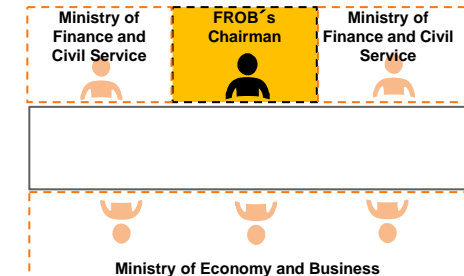 Ministry of
Finance and
Civil Service
FROB´s
Chairman
Ministry of
Finance and Civil
Service
Ministry of Economy and Business